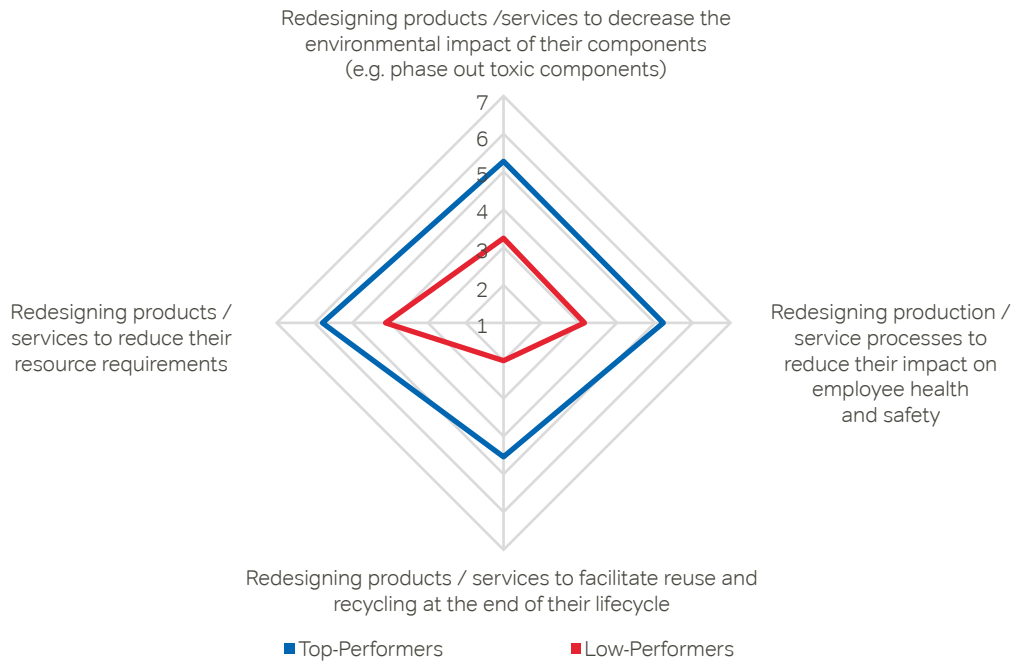 Redesigning products /services to decrease the
environmental impact of their components
(e.g. phase out toxic components)
7
6
5
4
3
2
1
Redesigning products /
services to reduce their
resource requirements
Redesigning production /
service processes to
reduce their impact on
employee health
and safety
Redesigning products / services to facilitate reuse and
recycling at the end of their lifecycle
Top-Performers
Low-Performers